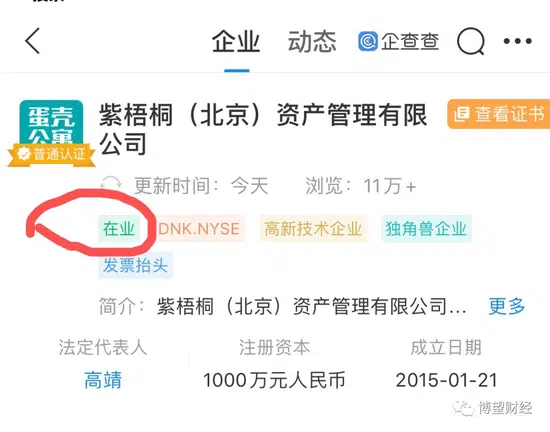 企业 动态 企查查
蛋壳
公寓
普通认证
紫梧桐（北京）资产管理有限
公司
查看证书
更新时间：今天 浏览：11万+
在业 DNK.NYSE 高新技术企业 独角兽企业
发票抬头
简介：紫梧桐（北京）资产管理有限公司... 更多
法定代表人 注册资本 成立日期
高靖 1000万元人民币 2015-01-21
博望财经